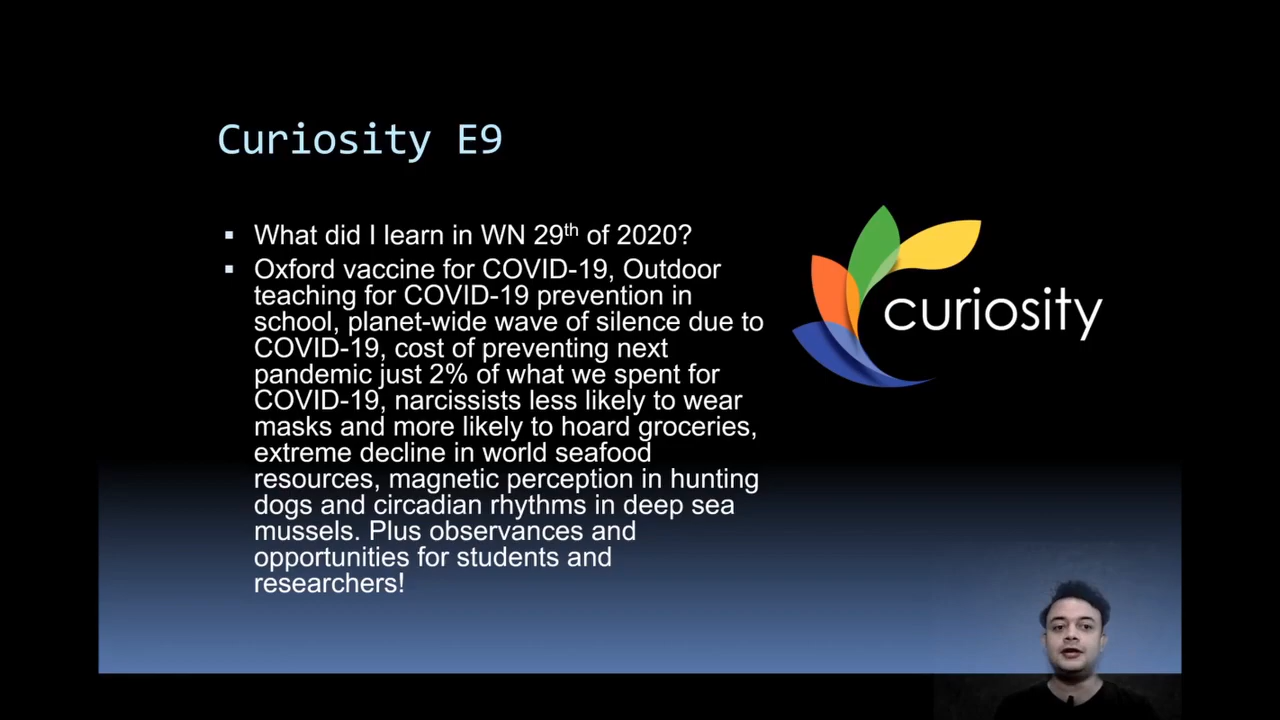 Curiosity E9
What did I learn in WN 29th of 2020?
Oxford vaccine for COVID-19, Outdoor
teaching for COVID-19 prevention in
school, planet-wide wave of silence due to
COVID-19, cost of preventing next
pandemic just 2% of what we spent for
COVID-19, narcissists less likely to wear
masks and more likely to hoard groceries,
extreme decline in world seafood
resources, magnetic perception in hunting
dogs and circadian rhythms in deep sea
mussels. Plus observances and
opportunities for students and
researchers!
curiosity